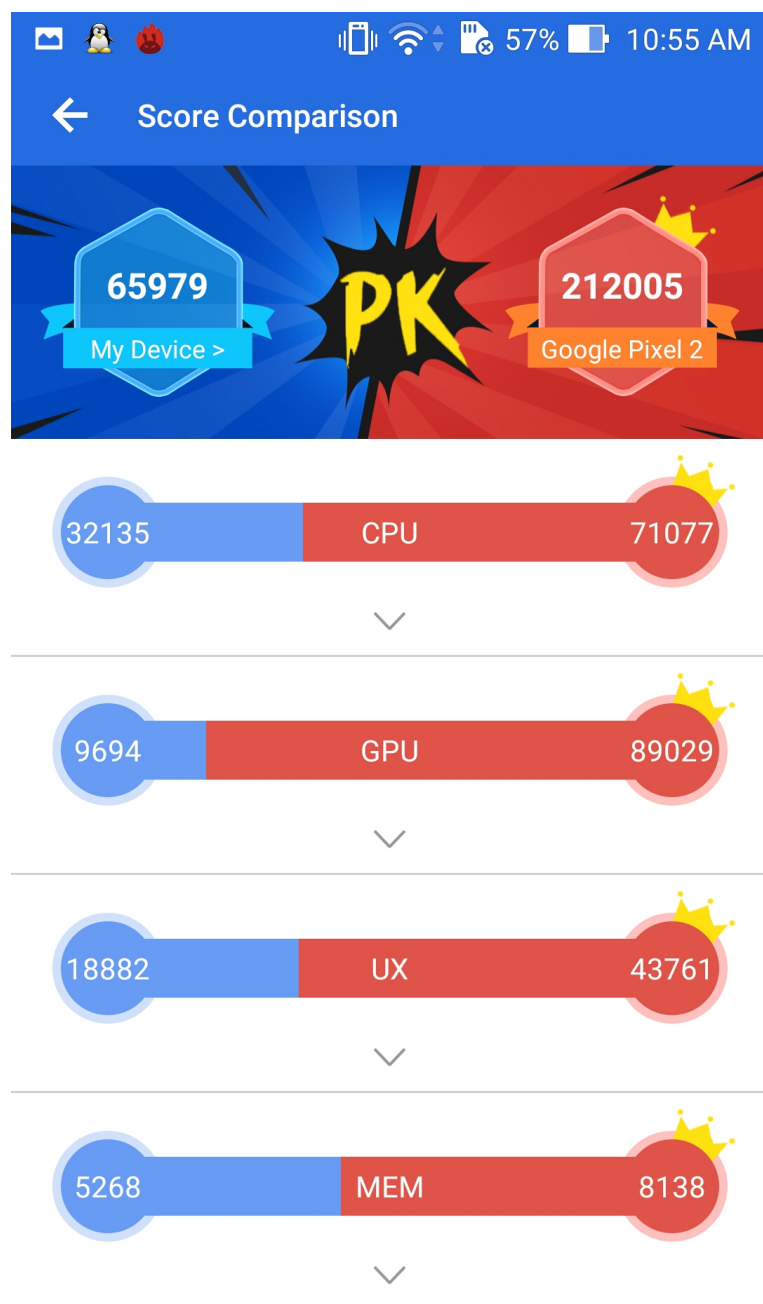 57% 10:55 AM
Score Comparison
65979 PK 212005
My Device > Google Pixel 2
32135 CPU 71077
9694 GPU 89029
18882 UX 43761
5268 MEM 8138